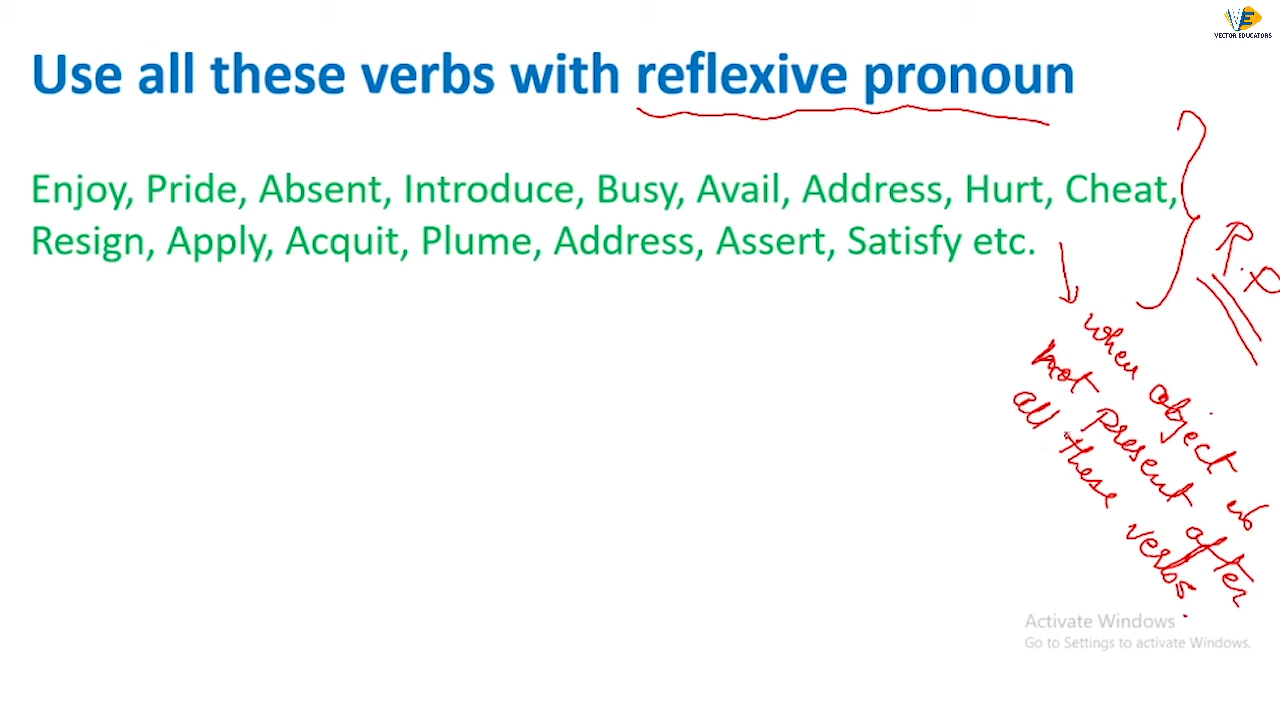 VECTOR EDUCATORS
Use all these verbs with reflexive pronoun
Enjoy, Pride, Absent, Introduce, Busy, Avail, Address, Hurt, Cheat,
Resign, Apply, Acquit, Plume, Address, Assert, Satisfy etc.
R.P
when object is
not present after
all these verbs.
Activate Windows
Go to Settings to activate Windows.